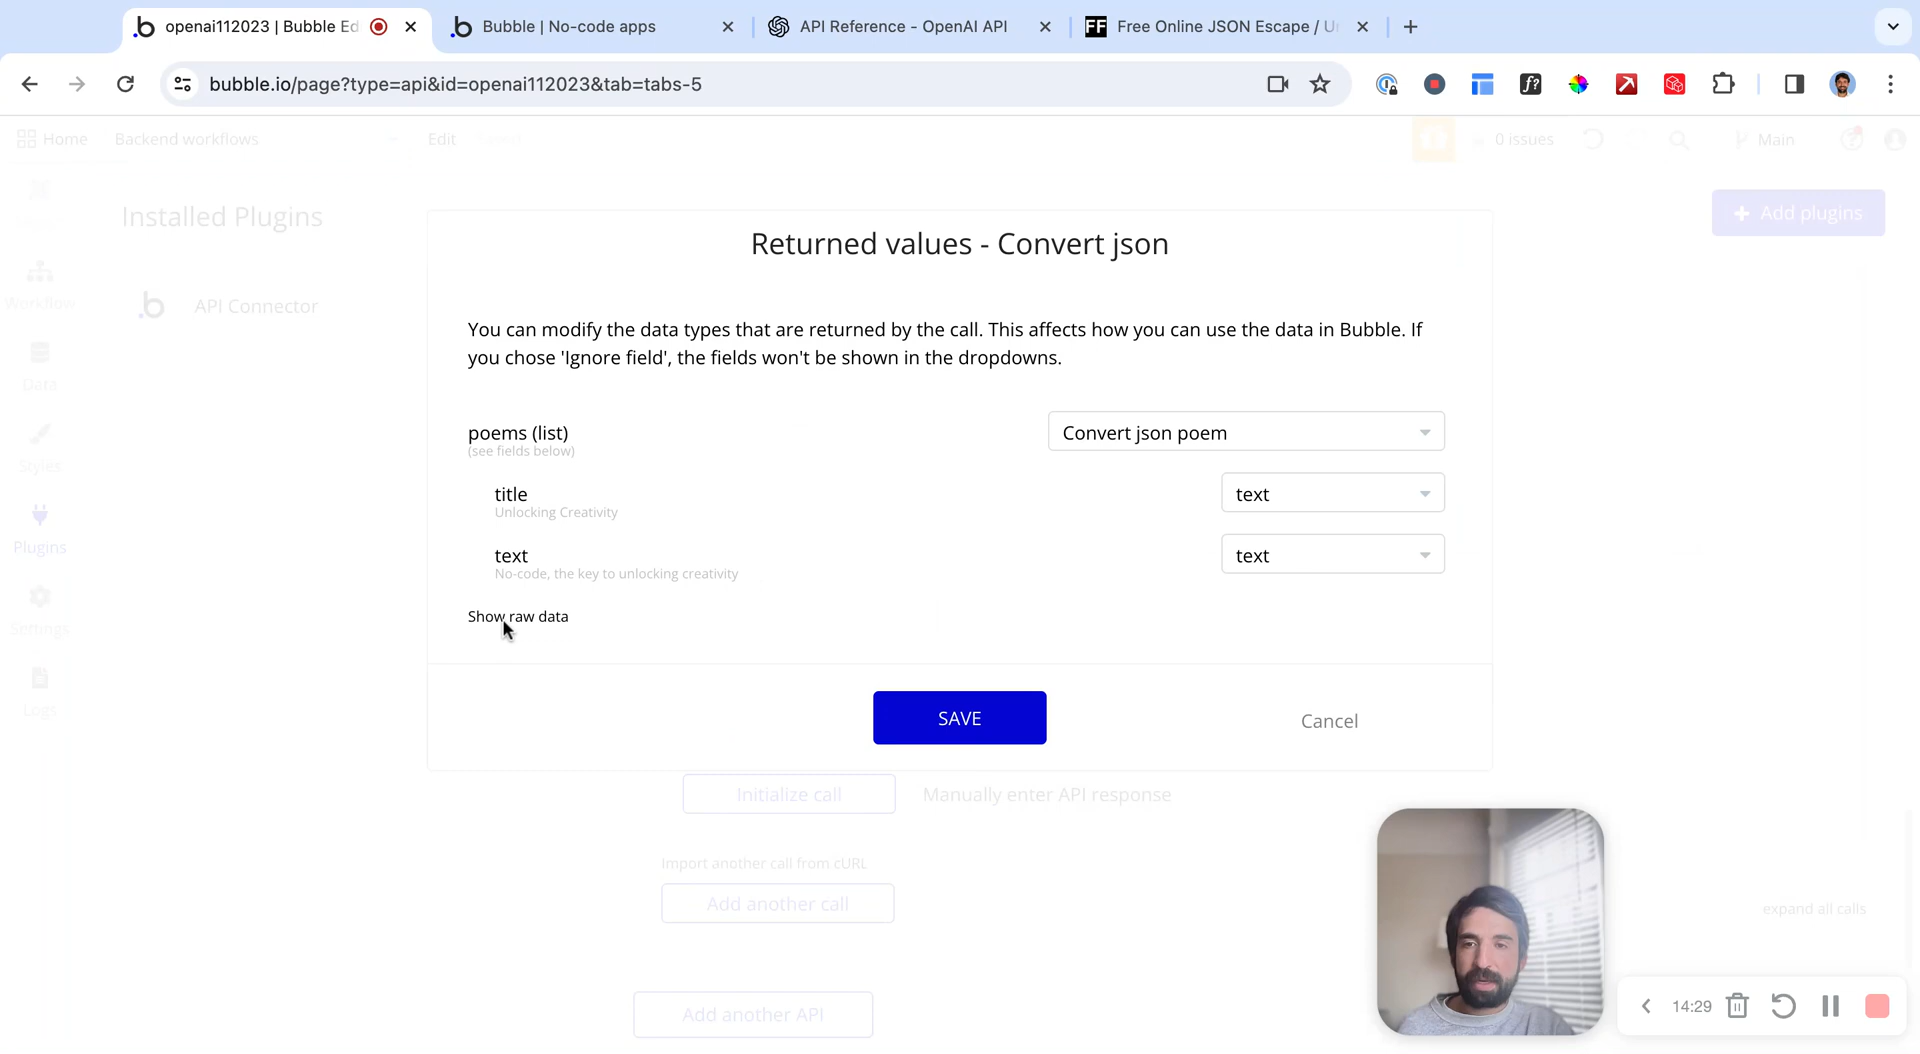 openai112023 | Bubble Ed
Bubble | No-code apps
API Reference - OpenAI API
Free Online JSON Escape / U
bubble.io/page?type=api&id=openai112023&tab=tabs-5
Home
Backend workflows
Edit
0 issues
Main
Installed Plugins
+ Add plugins
API Connector
Workflow
Data
Styles
Plugins
Settings
Logs
Returned values - Convert json
You can modify the data types that are returned by the call. This affects how you can use the data in Bubble. If
you chose 'Ignore field', the fields won't be shown in the dropdowns.
poems (list)
(see fields below)
Convert json poem
title
Unlocking Creativity
text
text
No-code, the key to unlocking creativity
text
Show raw data
SAVE
Cancel
Initialize call
Manually enter API response
Import another call from cURL
Add another call
expand all calls
Add another API
14:29